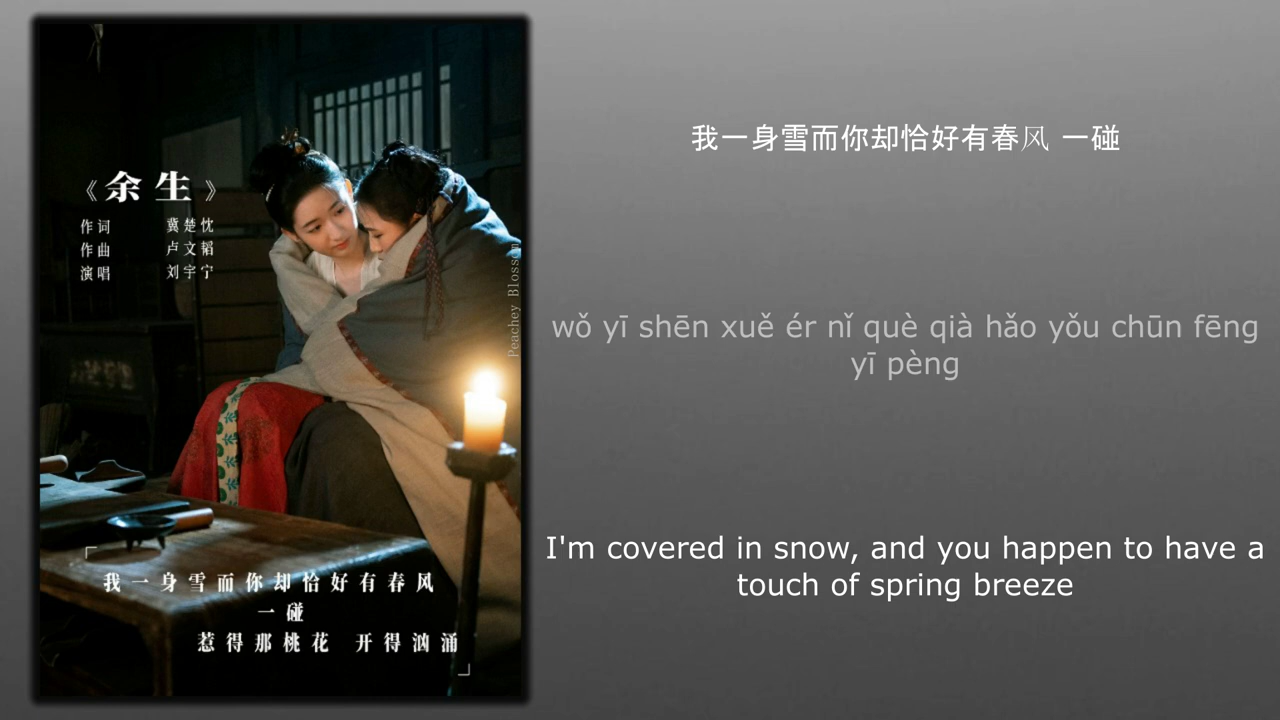 《余生》
作词 冀楚忱
作曲 卢文韬
演唱 刘宇宁
Peachey Blossom
「我一身雪而你却恰好有春风
一碰
惹得那桃花 开得汹涌」
我一身雪而你却恰好有春风 一碰
wǒ yī shēn xuě ér nǐ què qià hǎo yǒu chūn fēng
yī pèng
I'm covered in snow, and you happen to have a
touch of spring breeze